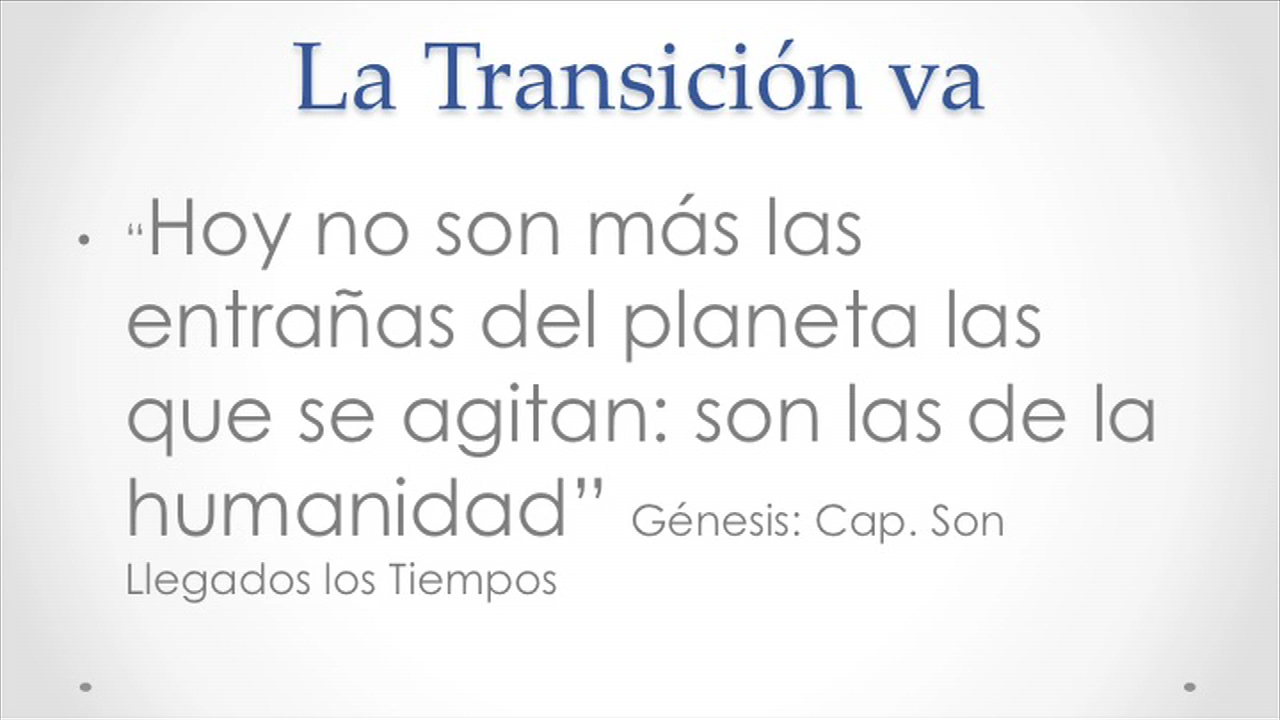 La Transición va
• “Hoy no son más las
entrañas del planeta las
que se agitan: son las de la
humanidad” Génesis: Cap. Son
Llegados los Tiempos